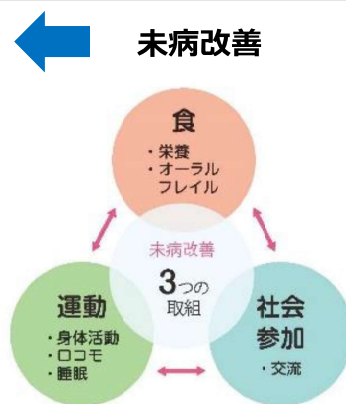 未病改善
食
・栄養
・オーラル
フレイル
未病改善
3つの
取組
運動
・身体活動
・ロコモ
・睡眠
社会
参加
・交流